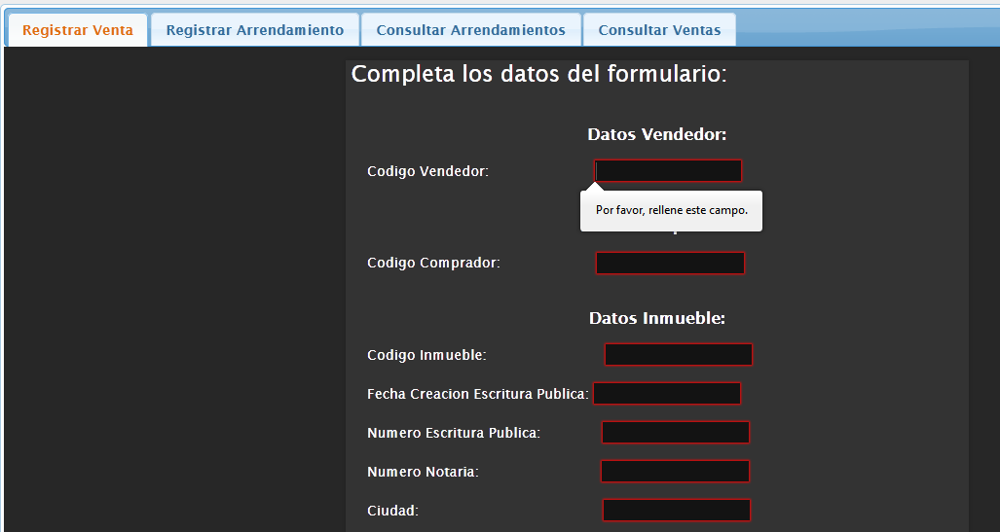 Registrar Venta
Registrar Arrendamiento
Consultar Arrendamientos
Consultar Ventas
Completa los datos del formulario:
Datos Vendedor:
Codigo Vendedor:
Por favor, rellene este campo.
Codigo Comprador:
Datos Inmueble:
Codigo Inmueble:
Fecha Creacion Escritura Publica:
Numero Escritura Publica:
Numero Notaria:
Ciudad: